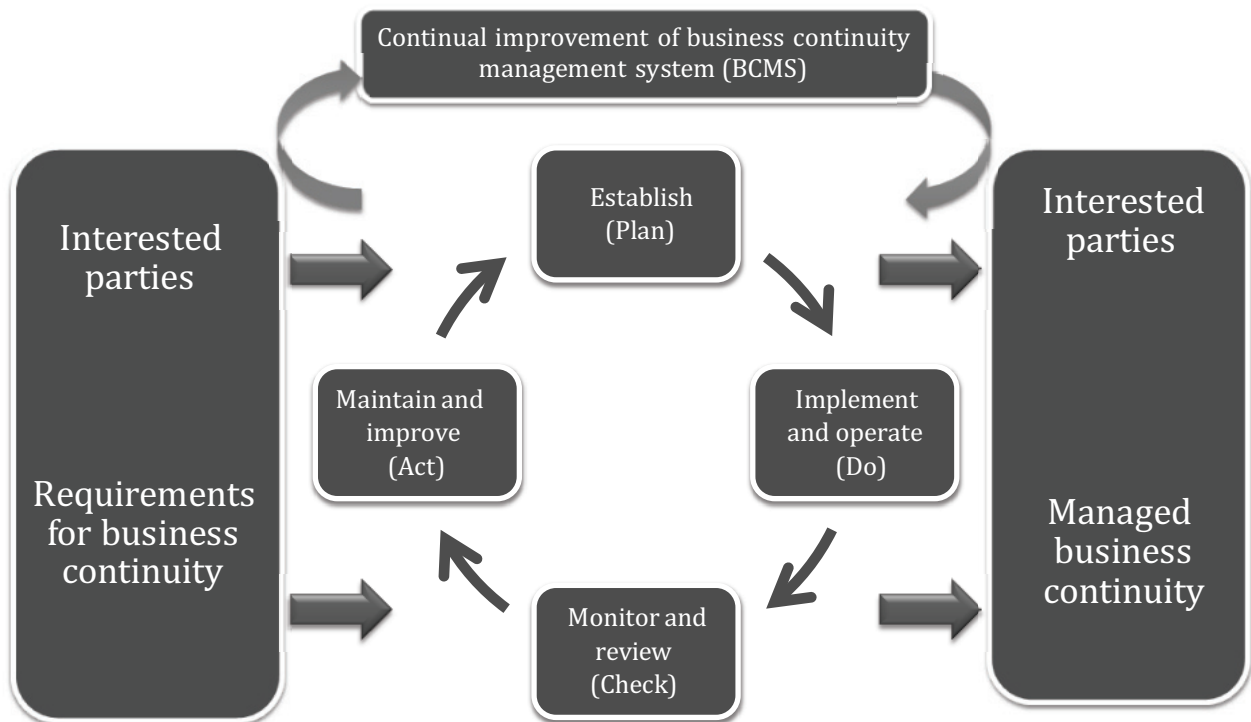 Continual improvement of business continuity
management system (BCMS)
Interested
parties
Requirements
for business
continuity
Establish
(Plan)
Implement
and operate
(Do)
Monitor and
review
(Check)
Maintain and
improve
(Act)
Interested
parties
Managed
business
continuity